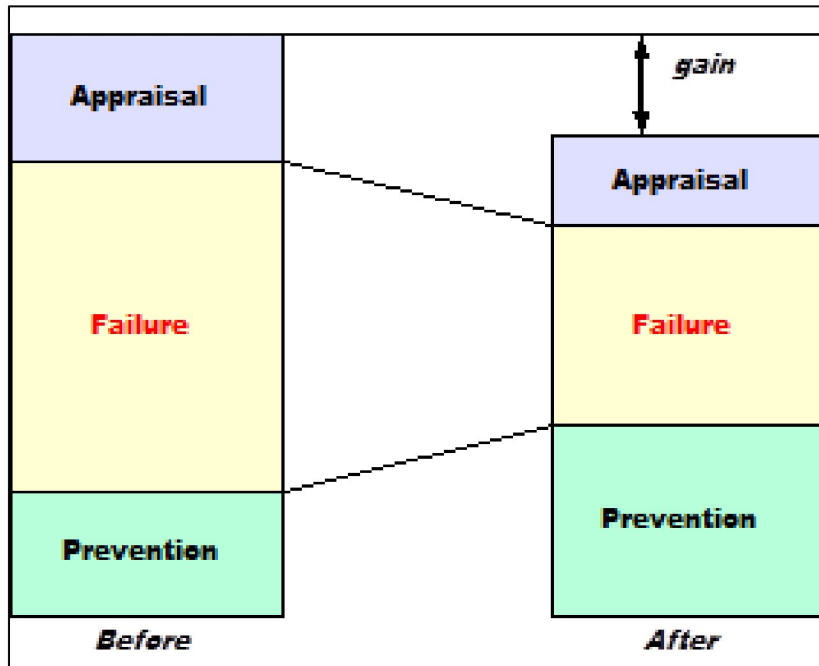 Appraisal
Failure
Prevention
Before
gain
Appraisal
Failure
Prevention
After